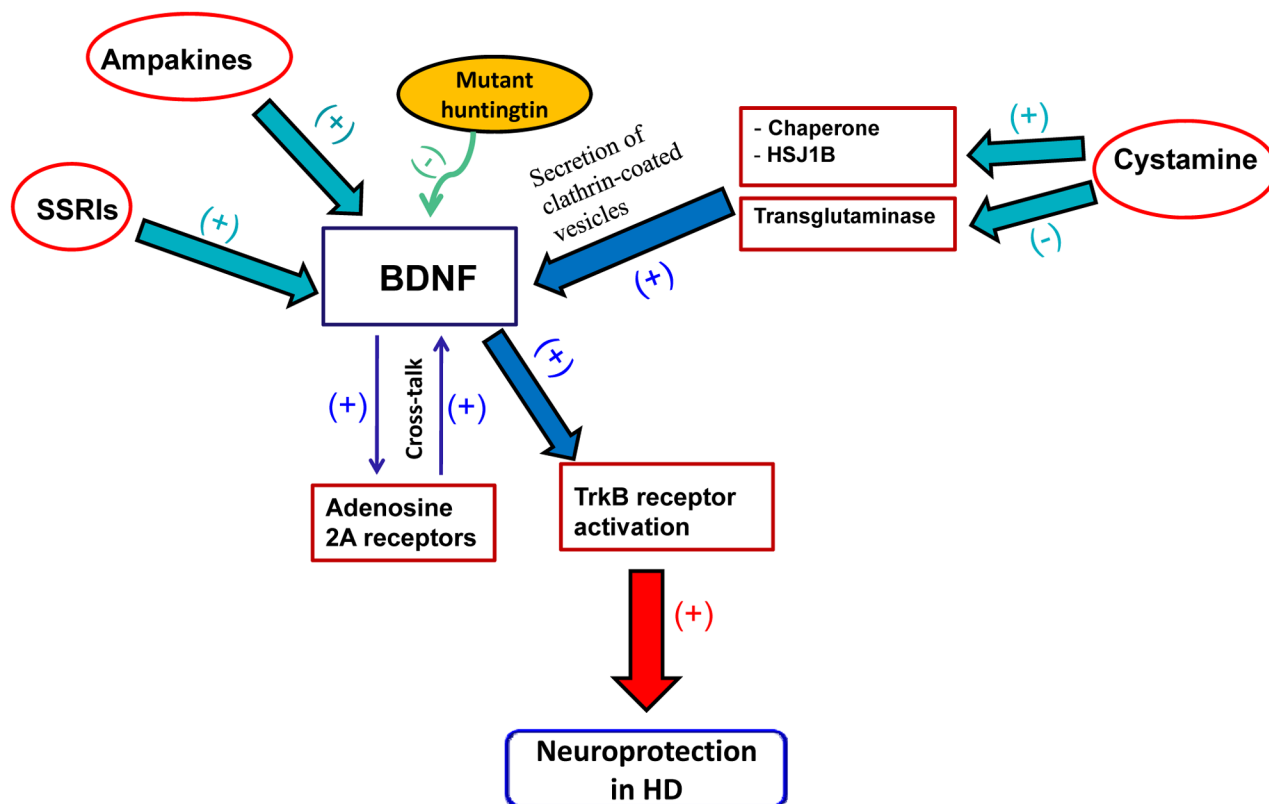 Ampakines
(+)
Mutant
huntingtin
(-)
SSRIs
(+)
Secretion of
clathrin-coated
vesicles
- Chaperone
- HSJ1B
Transglutaminase
(+)
Cystamine
(-)
(+)
BDNF
(+)
Cross-talk
(+)
(+)
Adenosine
2A receptors
TrkB receptor
activation
(+)
Neuroprotection
in HD